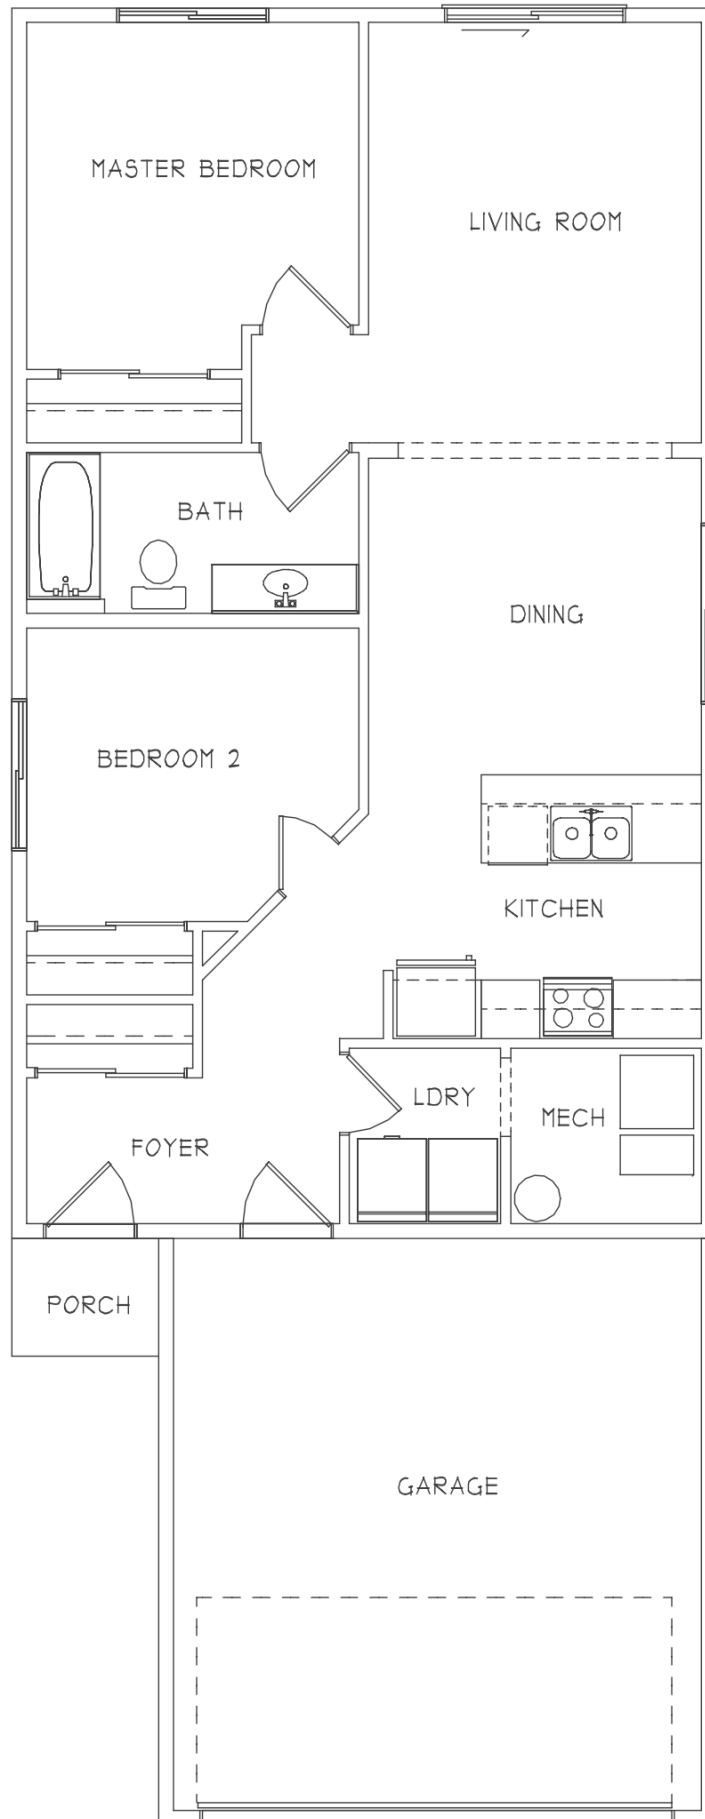 MASTER BEDROOM
LIVING ROOM
BATH
DINING
BEDROOM 2
KITCHEN
LDRY
MECH
FOYER
PORCH
GARAGE